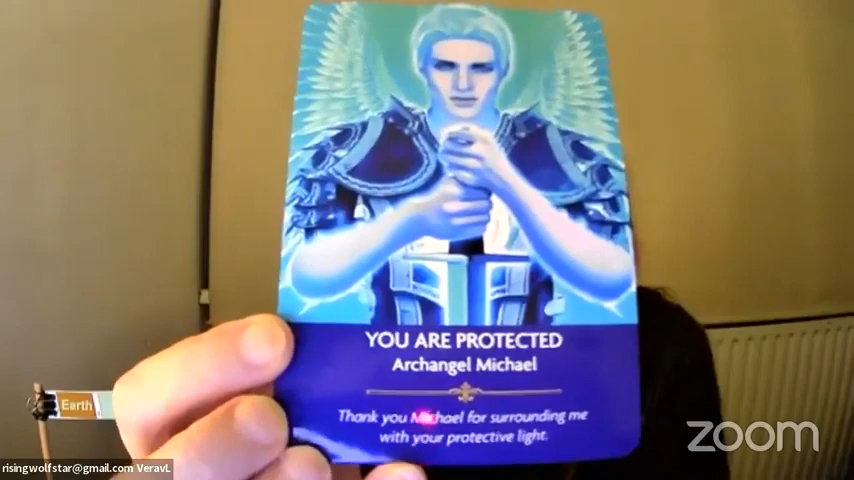 YOU ARE PROTECTED
Archangel Michael
Thank you Michael for surrounding me
with your protective light.
Earth
zoom
risingwolfstar@gmail.com VeravL